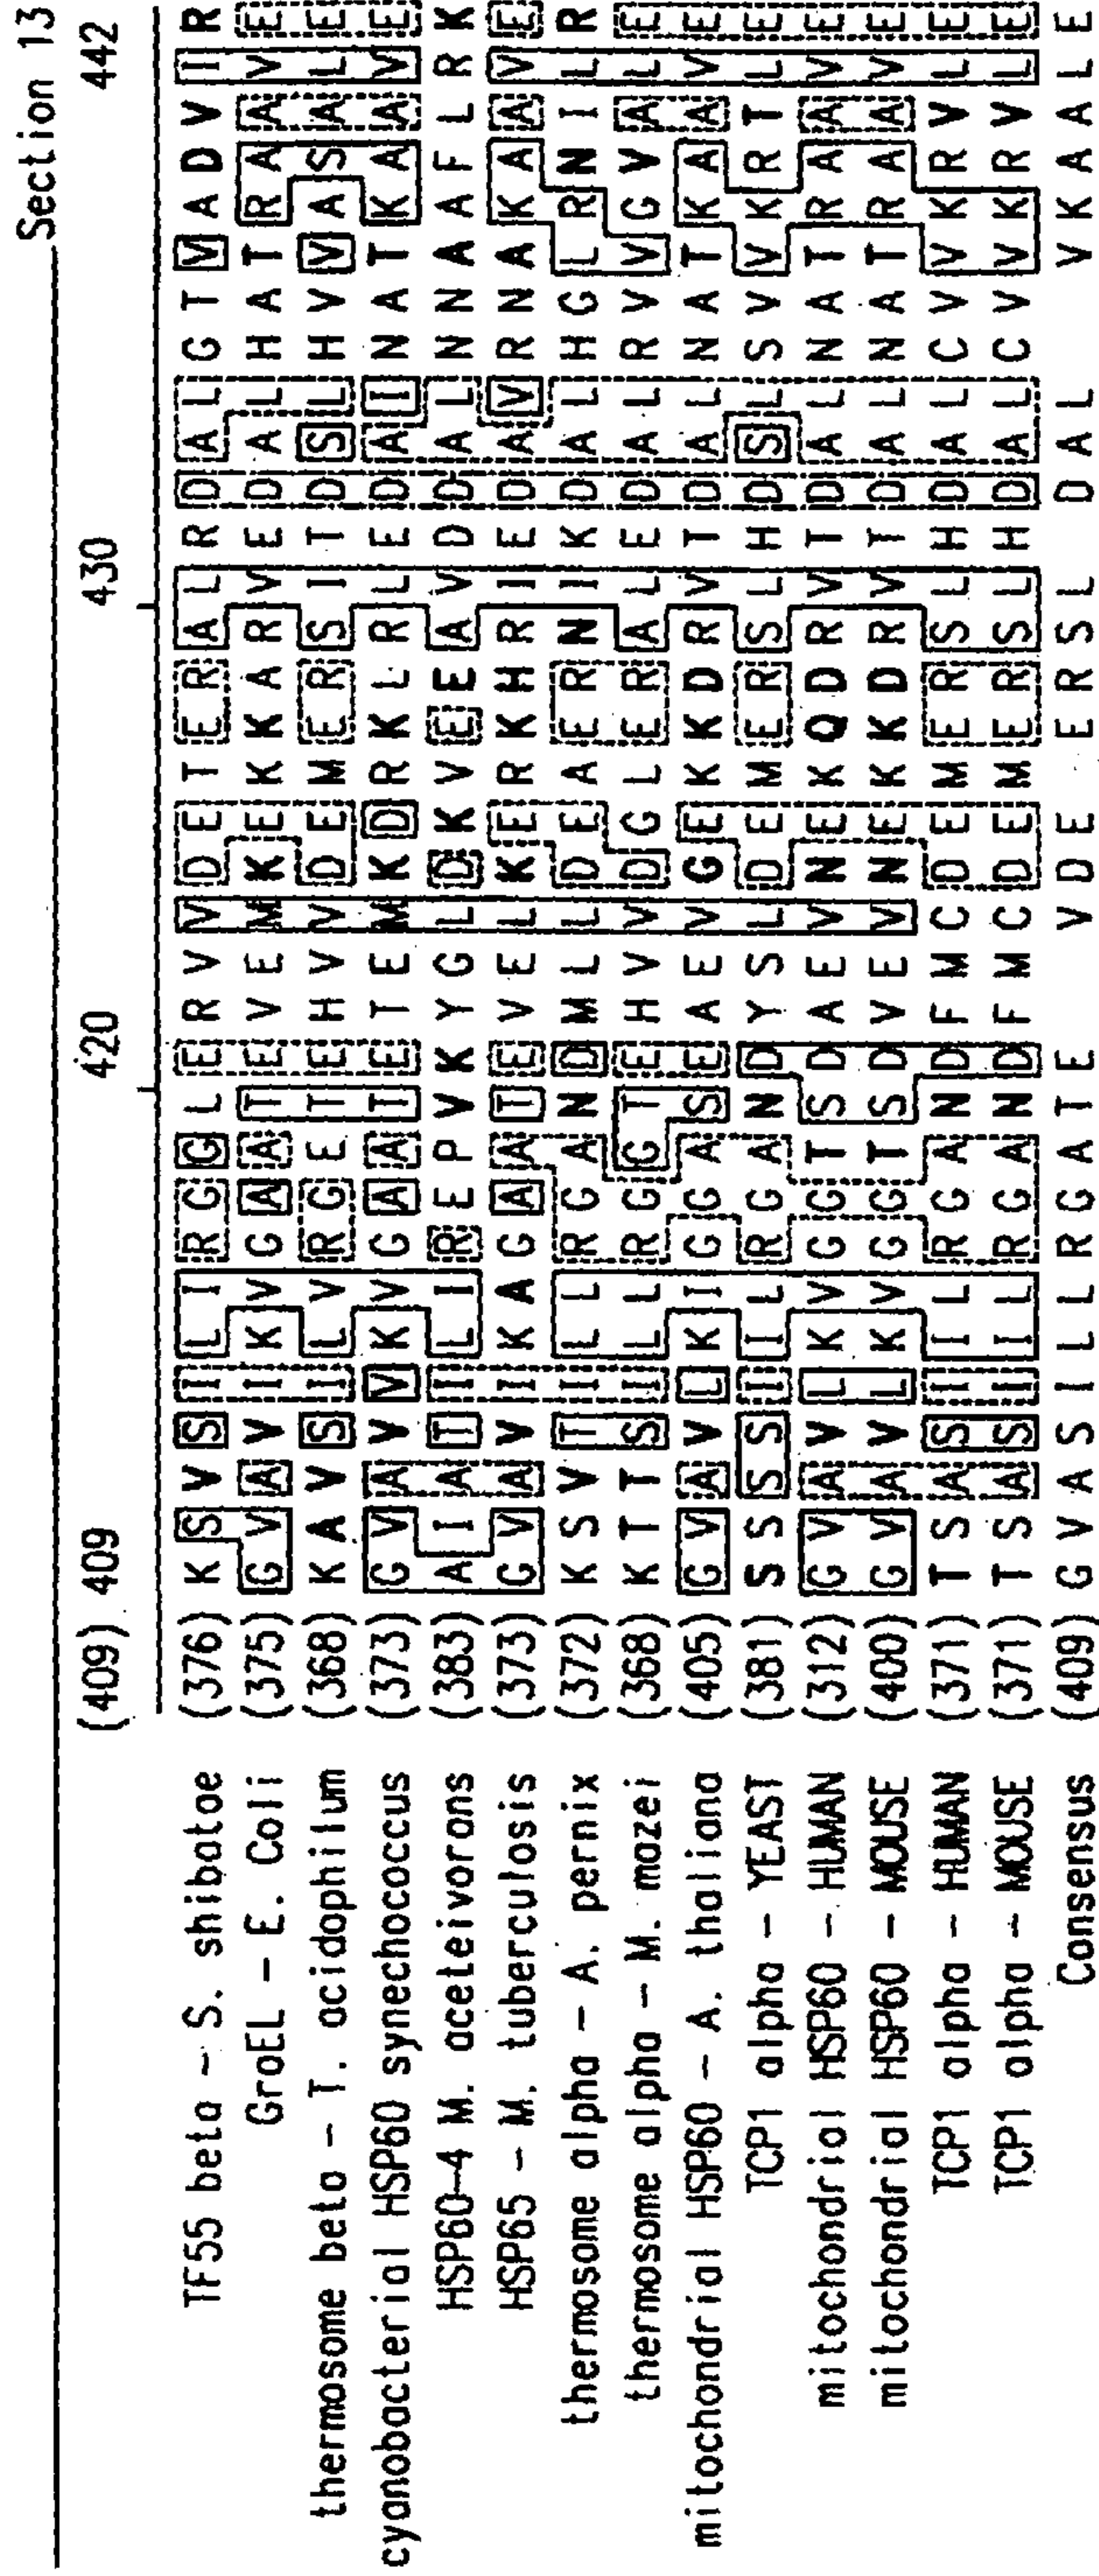 Section 13
(409) 409 420 430 442
TF55 beta – S. shibatae (376) K S V S I L I R G G L E R V V D E T E R A L R D A L G T V A D V I R
GroEL – E. Coli (375) G V A V I K V G A A T E V E M K E K K A R V E D A L H A T R A A V E
thermosome beta – T. acidophilum (368) K A V S I L V R G E T E H V V D E M E R S I T D S L H V V A S A L E
cyanobacterial HSP60 synechococcus (373) G V A V V K V G A A T E T E M K D R K L R L E D A I N A T K A A V E
HSP60-4 M. aceteivorans (383) A I A T I L I R E P V K Y G L D K V E E A V D D A L N N A A F L R K
HSP65 – M. tuberculosis (373) G V A V I K A G A A T E V E L K E R K H R I E D A V R N A K A A V E
thermosome alpha – A. pernix (372) K S V T I L L R G A N D M L L D E A E R N I K D A L H G L R N I L R
thermosome alpha – M. mazei (368) K T T S I L L R G G T E H V V D G L E R A L E D A L R V V G V A L E
mitochondrial HSP60 – A. thaliana (405) G V A V L K I G G A S E A E V G E K K D R V T D A L N A T K A A V E
TCP1 alpha – YEAST (381) S S S S I I L R G A N D Y S L D E M E R S L H D S L S V V K R T L E
mitochondrial HSP60 – HUMAN (312) G V A V L K V G G T S D A E V N E K Q D R V T D A L N A T R A A V E
mitochondrial HSP60 – MOUSE (400) G V A V L K V G G T S D V E V N E K K D R V T D A L N A T R A A V E
TCP1 alpha – HUMAN (371) T S A S I I L R G A N D F M C D E M E R S L H D A L C V V K R V L E
TCP1 alpha – MOUSE (371) T S A S I I L R G A N D F M C D E M E R S L H D A L C V V K R V L E
Consensus (409) G V A S I L L R G A T E V D E E R S L D A L V K A A L E